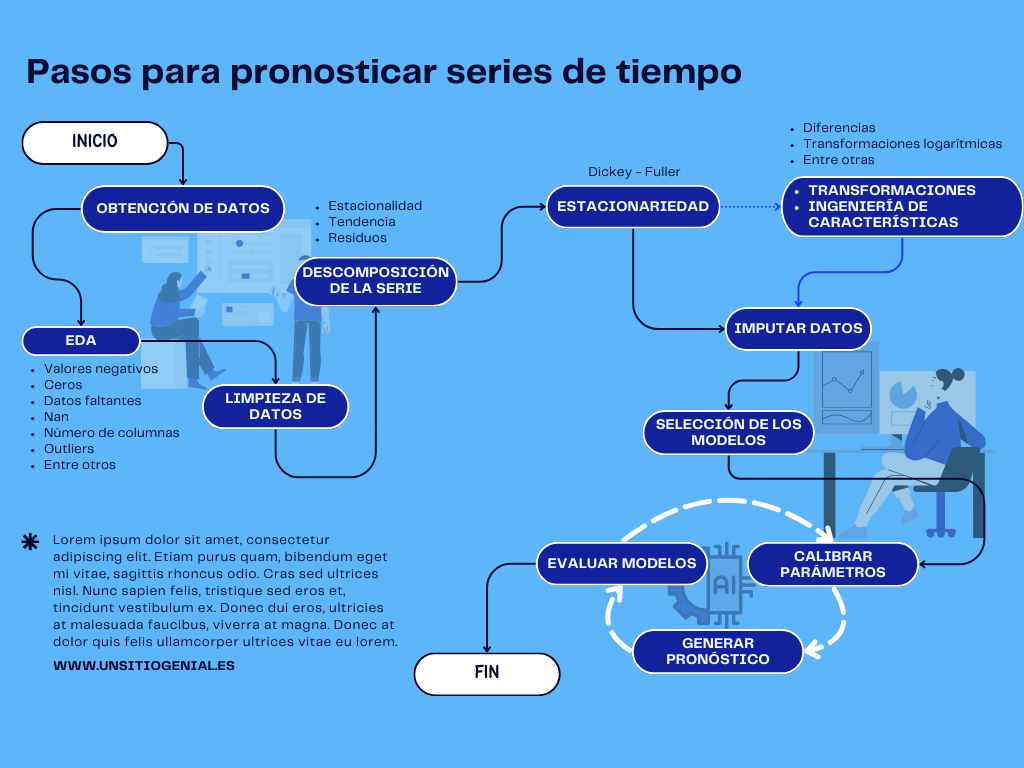 Pasos para pronosticar series de tiempo
INICIO
OBTENCIÓN DE DATOS
EDA
• Valores negativos
• Ceros
• Datos faltantes
• Nan
• Número de columnas
• Outliers
• Entre otros
LIMPIEZA DE
DATOS
• Estacionalidad
• Tendencia
• Residuos
DESCOMPOSICIÓN
DE LA SERIE
Dickey - Fuller
ESTACIONARIEDAD
• Diferencias
• Transformaciones logarítmicas
• Entre otras
• TRANSFORMACIONES
• INGENIERÍA DE
CARACTERÍSTICAS
IMPUTAR DATOS
SELECCIÓN DE LOS
MODELOS
CALIBRAR
PARÁMETROS
GENERAR
PRONÓSTICO
EVALUAR MODELOS
AI
FIN
Lorem ipsum dolor sit amet, consectetur
adipiscing elit. Etiam purus quam, bibendum eget
mi vitae, sagittis rhoncus odio. Cras sed ultrices
nisl. Nunc sapien felis, tristique sed eros et,
tincidunt vestibulum ex. Donec dui eros, ultricies
at malesuada faucibus, viverra at magna. Donec at
dolor quis felis ullamcorper ultrices vitae eu lorem.
WWW.UNSITIOGENIAL.ES